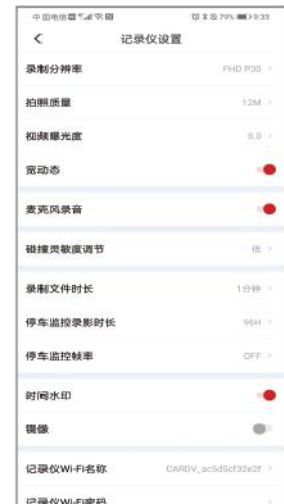 中国电信 79% 9:33
记录仪设置
录制分辨率 FHD P30
拍照质量 12M
视频曝光度 0.0
宽动态
麦克风录音
碰撞灵敏度调节 低
录制文件时长 1分钟
停车监控录影时长 96H
停车监控帧率 OFF
时间水印
镜像
记录仪Wi-Fi名称 CARDV_ac5d5cf32e2f
记录仪Wi-Fi密码